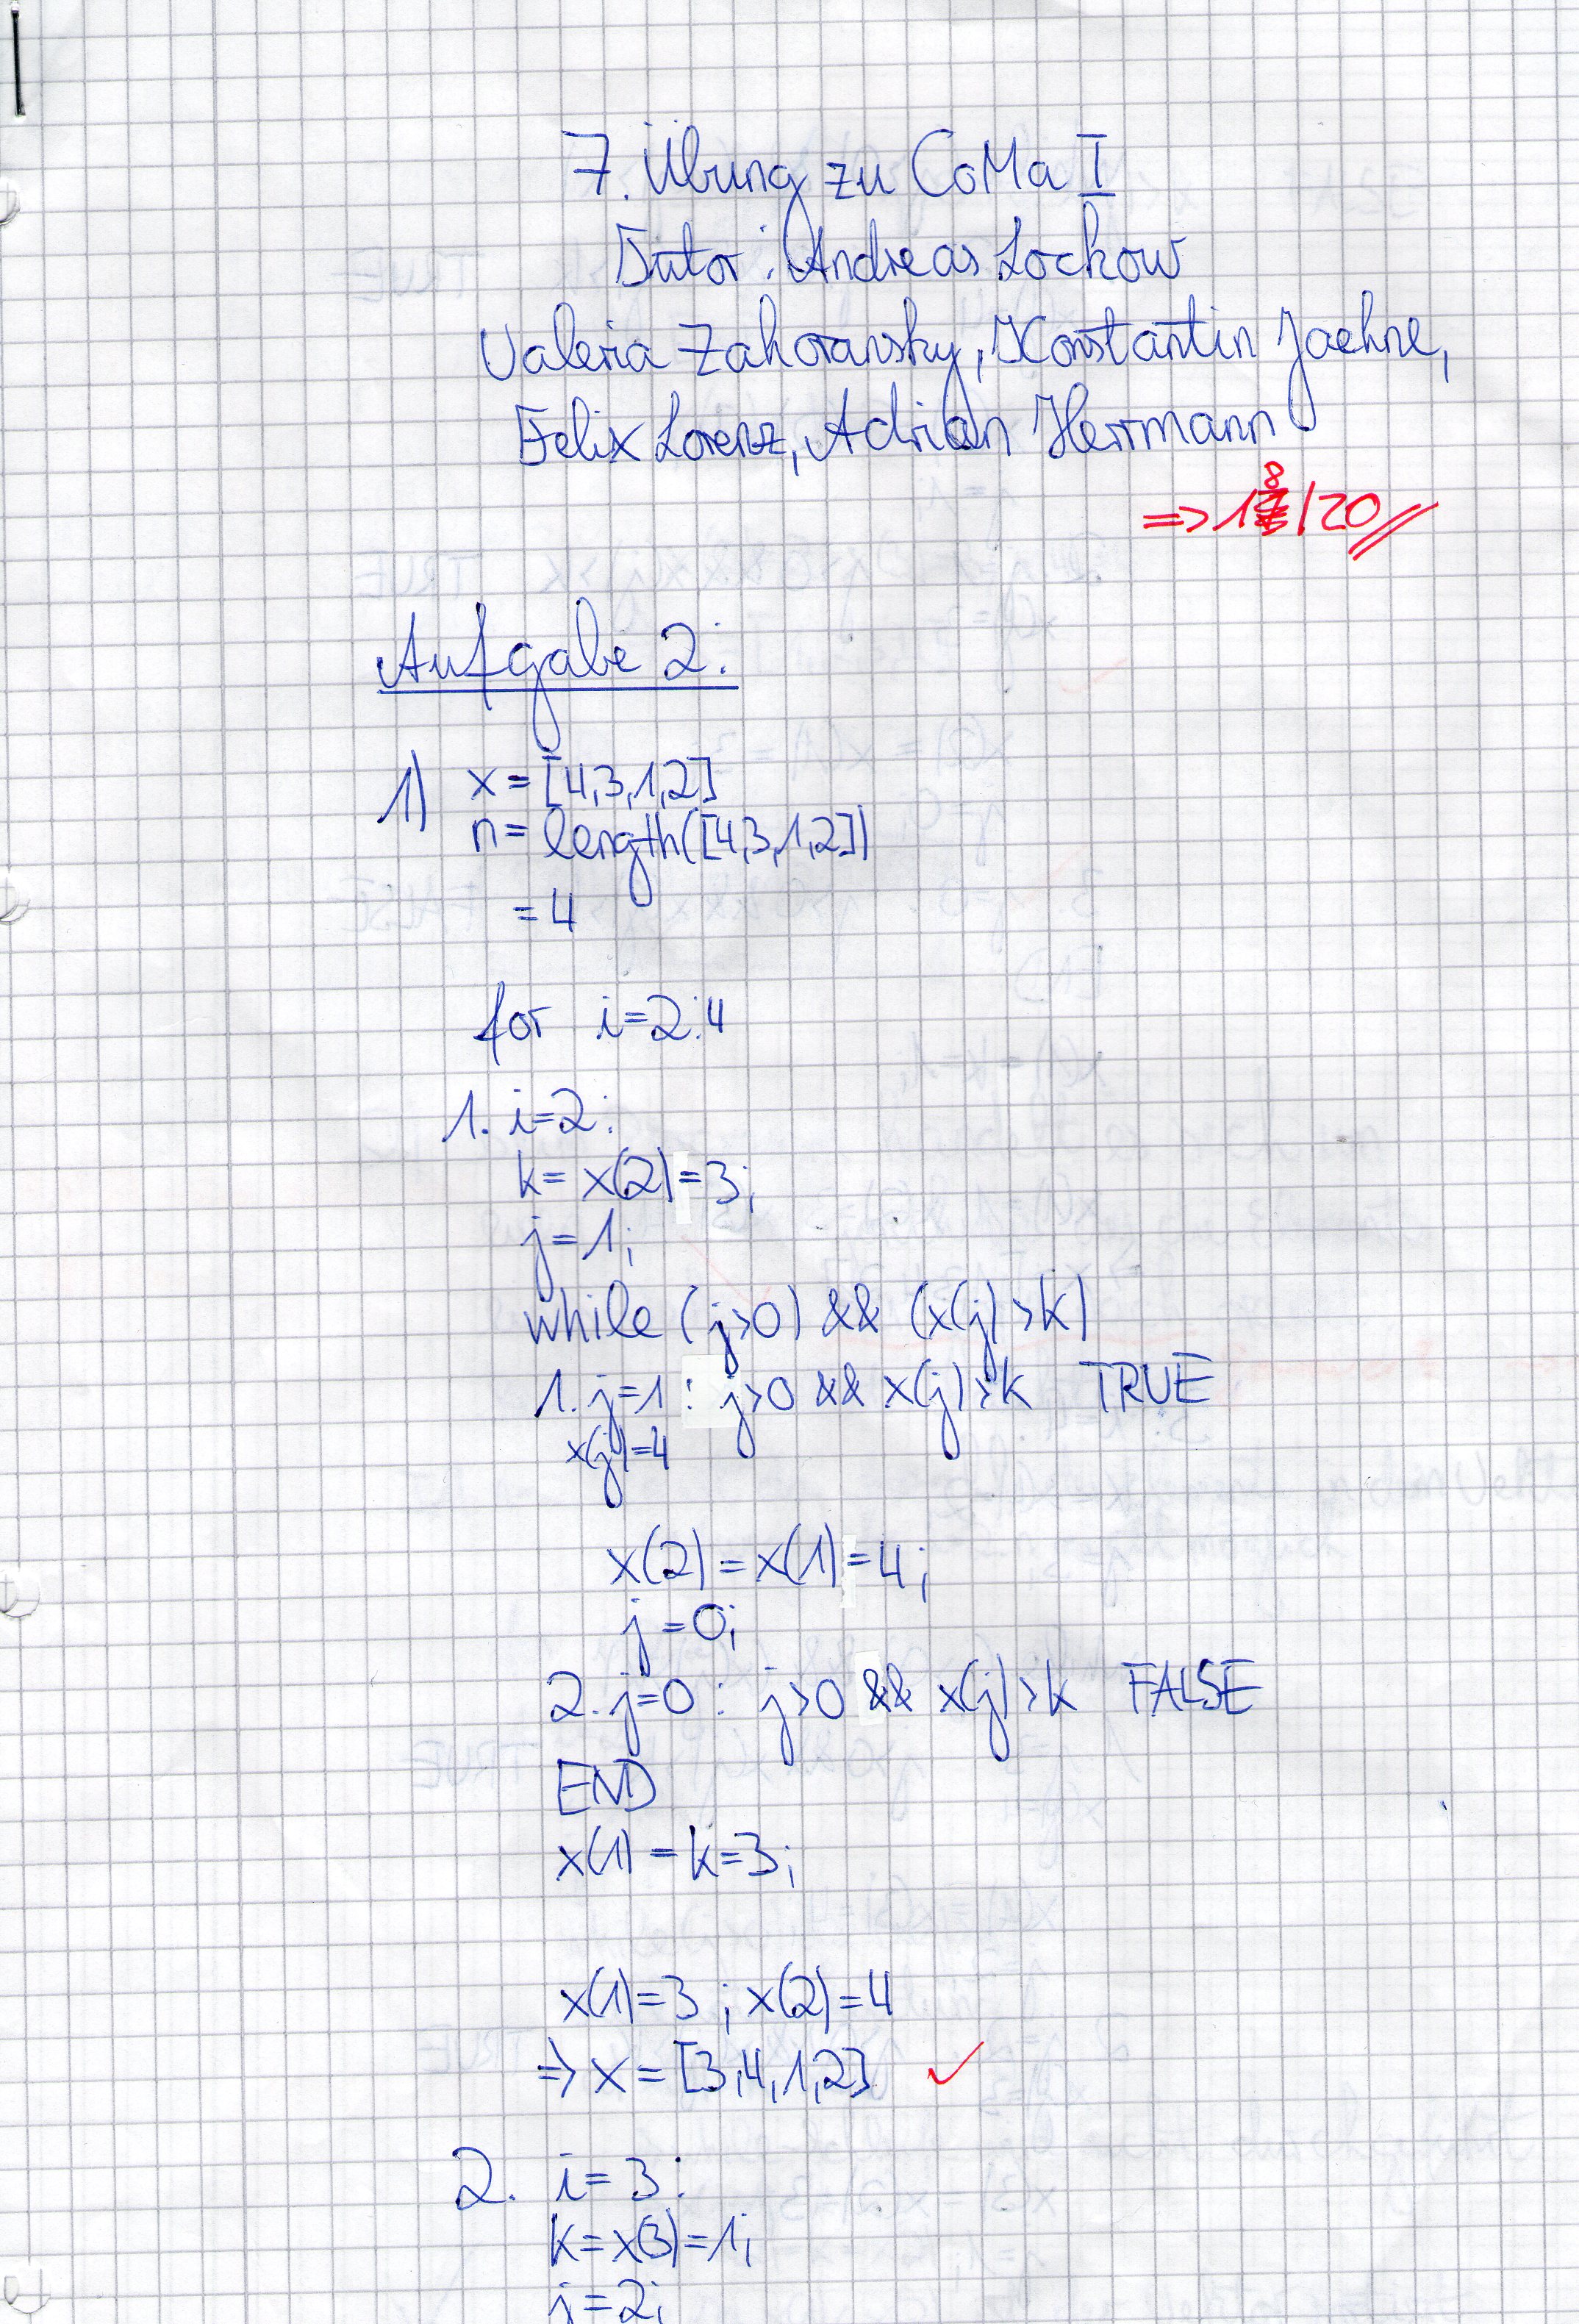 7. Übung zu CoMa I
Tutor: Andreas Lockow
Valeria Zahoransky, Konstantin Jaehne,
Felix Lorenz, Adrian Herrmann
=> 18/20
Aufgabe 2:
1) x = [4,3,1,2]
n = length([4,3,1,2])
= 4
for i=2:4
1. i=2:
k = x(2) = 3;
j = 1;
while (j>0) && (x(j)>k)
1. j=1 : j>0 && x(j)>k TRUE
x(j)=4
x(2) = x(1) = 4;
j = 0;
2. j=0 : j>0 && x(j)>k FALSE
END
x(1) = k = 3;
x(1)=3 ; x(2)=4
=> x = [3,4,1,2] ✓
2. i = 3:
k = x(3) = 1;
j = 2;